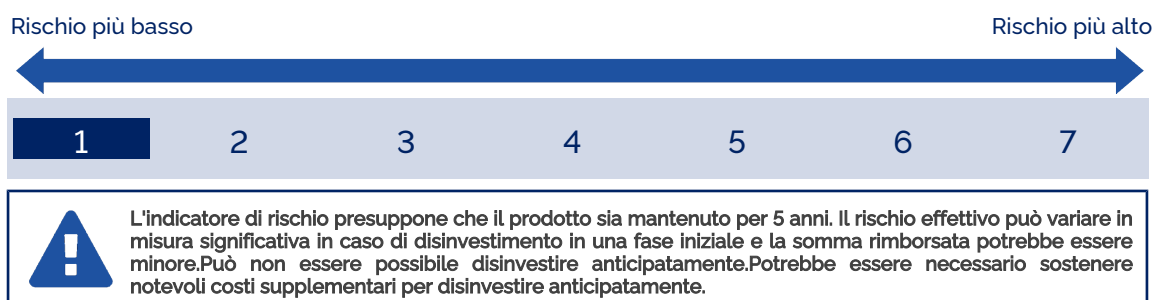 Rischio più basso Rischio più alto
1 2 3 4 5 6 7
L'indicatore di rischio presuppone che il prodotto sia mantenuto per 5 anni. Il rischio effettivo può variare in
misura significativa in caso di disinvestimento in una fase iniziale e la somma rimborsata potrebbe essere
minore.Può non essere possibile disinvestire anticipatamente.Potrebbe essere necessario sostenere
notevoli costi supplementari per disinvestire anticipatamente.